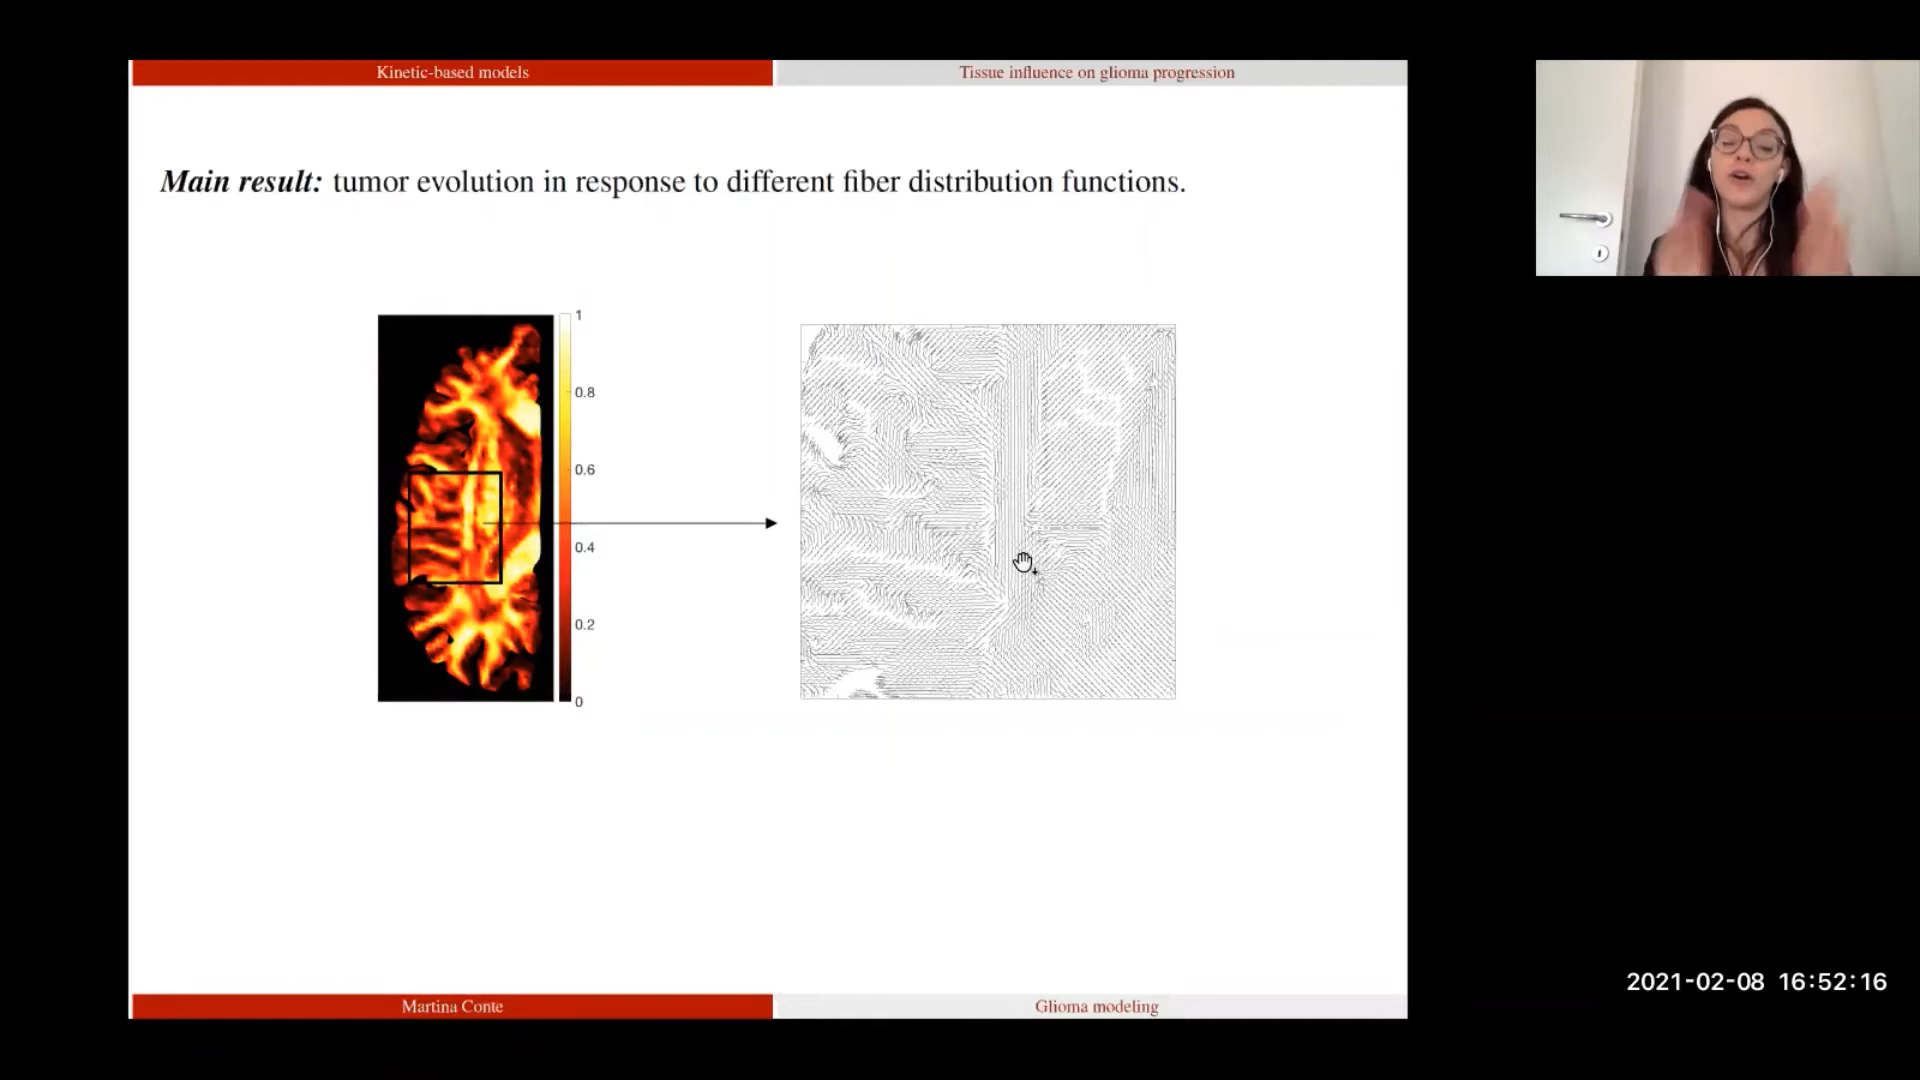 Kinetic-based models
Tissue influence on glioma progression
Main result: tumor evolution in response to different fiber distribution functions.
1
0.8
0.6
0.4
0.2
0
Martina Conte
Glioma modeling
2021-02-08 16:52:16